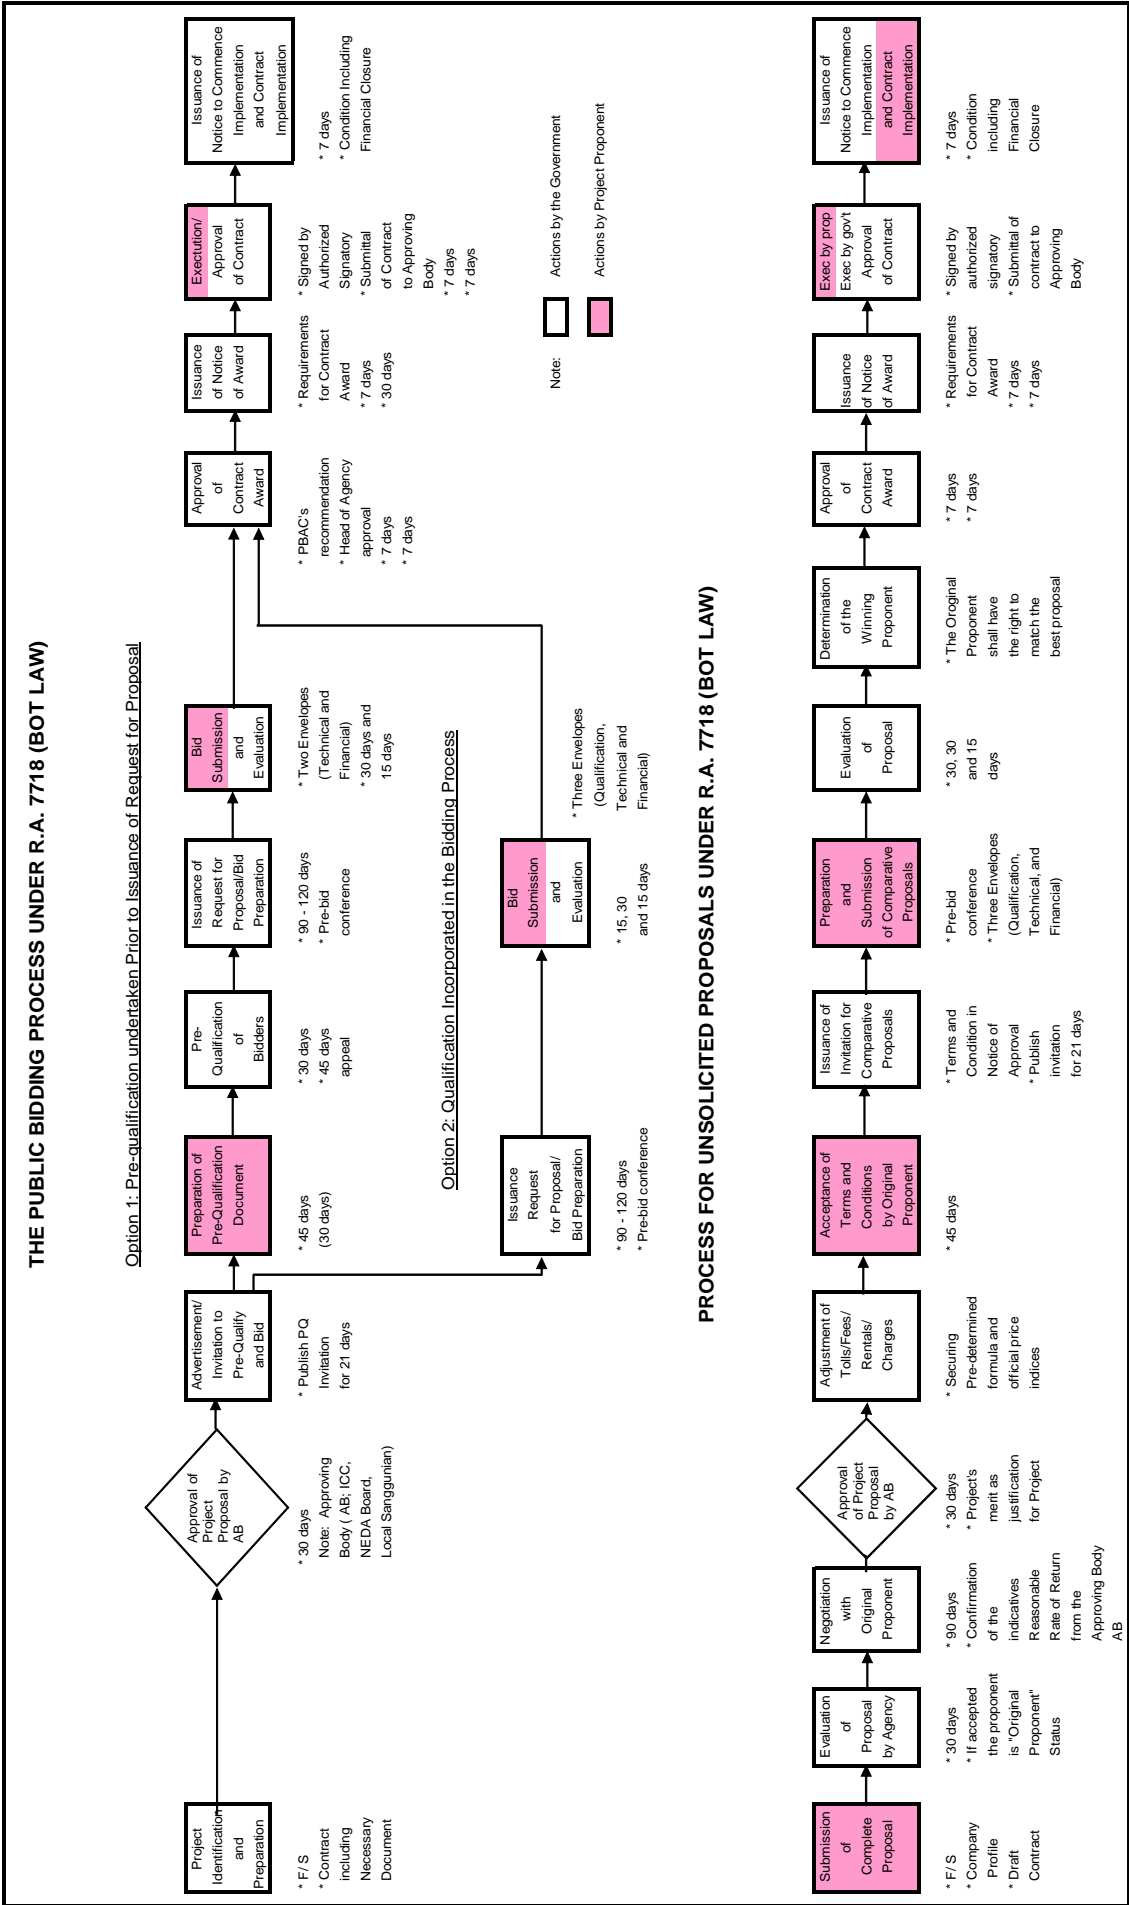 THE PUBLIC BIDDING PROCESS UNDER R.A. 7718 (BOT LAW)
Option 1: Pre-qualification undertaken Prior to Issuance of Request for Proposal
Project
Identification
and
Preparation
* F/ S
* Contract
including
Necessary
Document
Approval of
Project
Proposal by
AB
* 30 days
Note: Approving
Body ( AB; ICC,
NEDA Board,
Local Sanggunian)
Advertisement/
Invitation to
Pre-Qualify
and Bid
* Publish PQ
Invitation
for 21 days
Preparation of
Pre-Qualification
Document
* 45 days
(30 days)
Pre-
Qualification
of
Bidders
* 30 days
* 45 days
appeal
Issuance of
Request for
Proposal/Bid
Preparation
* 90 - 120 days
* Pre-bid
conference
Bid
Submission
and
Evaluation
* Two Envelopes
(Technical and
Financial)
* 30 days and
15 days
Approval
of
Contract
Award
* PBAC's
recommendation
* Head of Agency
approval
* 7 days
* 7 days
Issuance
of Notice
of Award
* Requirements
for Contract
Award
* 7 days
* 30 days
Exectution/
Approval
of Contract
* Signed by
Authorized
Signatory
* Submittal
of Contract
to Approving
Body
* 7 days
* 7 days
Issuance of
Notice to Commence
Implementation
and Contract
Implementation
* 7 days
* Condition Including
Financial Closure
Option 2: Qualification Incorporated in the Bidding Process
Issuance
Request
for Proposal/
Bid Preparation
* 90 - 120 days
* Pre-bid conference
Bid
Submission
and
Evaluation
* 15, 30
and 15 days
* Three Envelopes
(Qualification,
Technical and
Financial)
Note:
Actions by the Government
Actions by Project Proponent
PROCESS FOR UNSOLICITED PROPOSALS UNDER R.A. 7718 (BOT LAW)
Submission
of
Complete
Proposal
* F/ S
* Company
Profile
* Draft
Contract
Evaluation
of
Proposal
by Agency
* 30 days
* If accepted
the proponent
is "Original
Proponent"
Status
Negotiation
with
Original
Proponent
* 90 days
* Confirmation
of the
indicatives
Reasonable
Rate of Return
from the
Approving Body
AB
Approval
of Project
Proposal
by AB
* 30 days
* Project's
merit as
justification
for Project
Adjustment of
Tolls/Fees/
Rentals/
Charges
* Securing
Pre-determined
formula and
official price
indices
Acceptance of
Terms and
Conditions
by Original
Proponent
* 45 days
Issuance of
Invitation for
Comparative
Proposals
* Terms and
Condition in
Notice of
Approval
* Publish
invitation
for 21 days
Preparation
and
Submission
of Comparative
Proposals
* Pre-bid
conference
* Three Envelopes
(Qualification,
Technical, and
Financial)
Evaluation
of
Proposal
* 30, 30
and 15
days
Determination
of the
Winning
Proponent
* The Oroginal
Proponent
shall have
the right to
match the
best proposal
Approval
of
Contract
Award
* 7 days
* 7 days
Issuance
of Notice
of Award
* Requirements
for Contract
Award
* 7 days
* 7 days
Exec by prop
Exec by gov't
Approval
of Contract
* Signed by
authorized
signatory
* Submittal of
contract to
Approving
Body
Issuance of
Notice to Commence
Implementation
and Contract
Implementation
* 7 days
* Condition
including
Financial
Closure